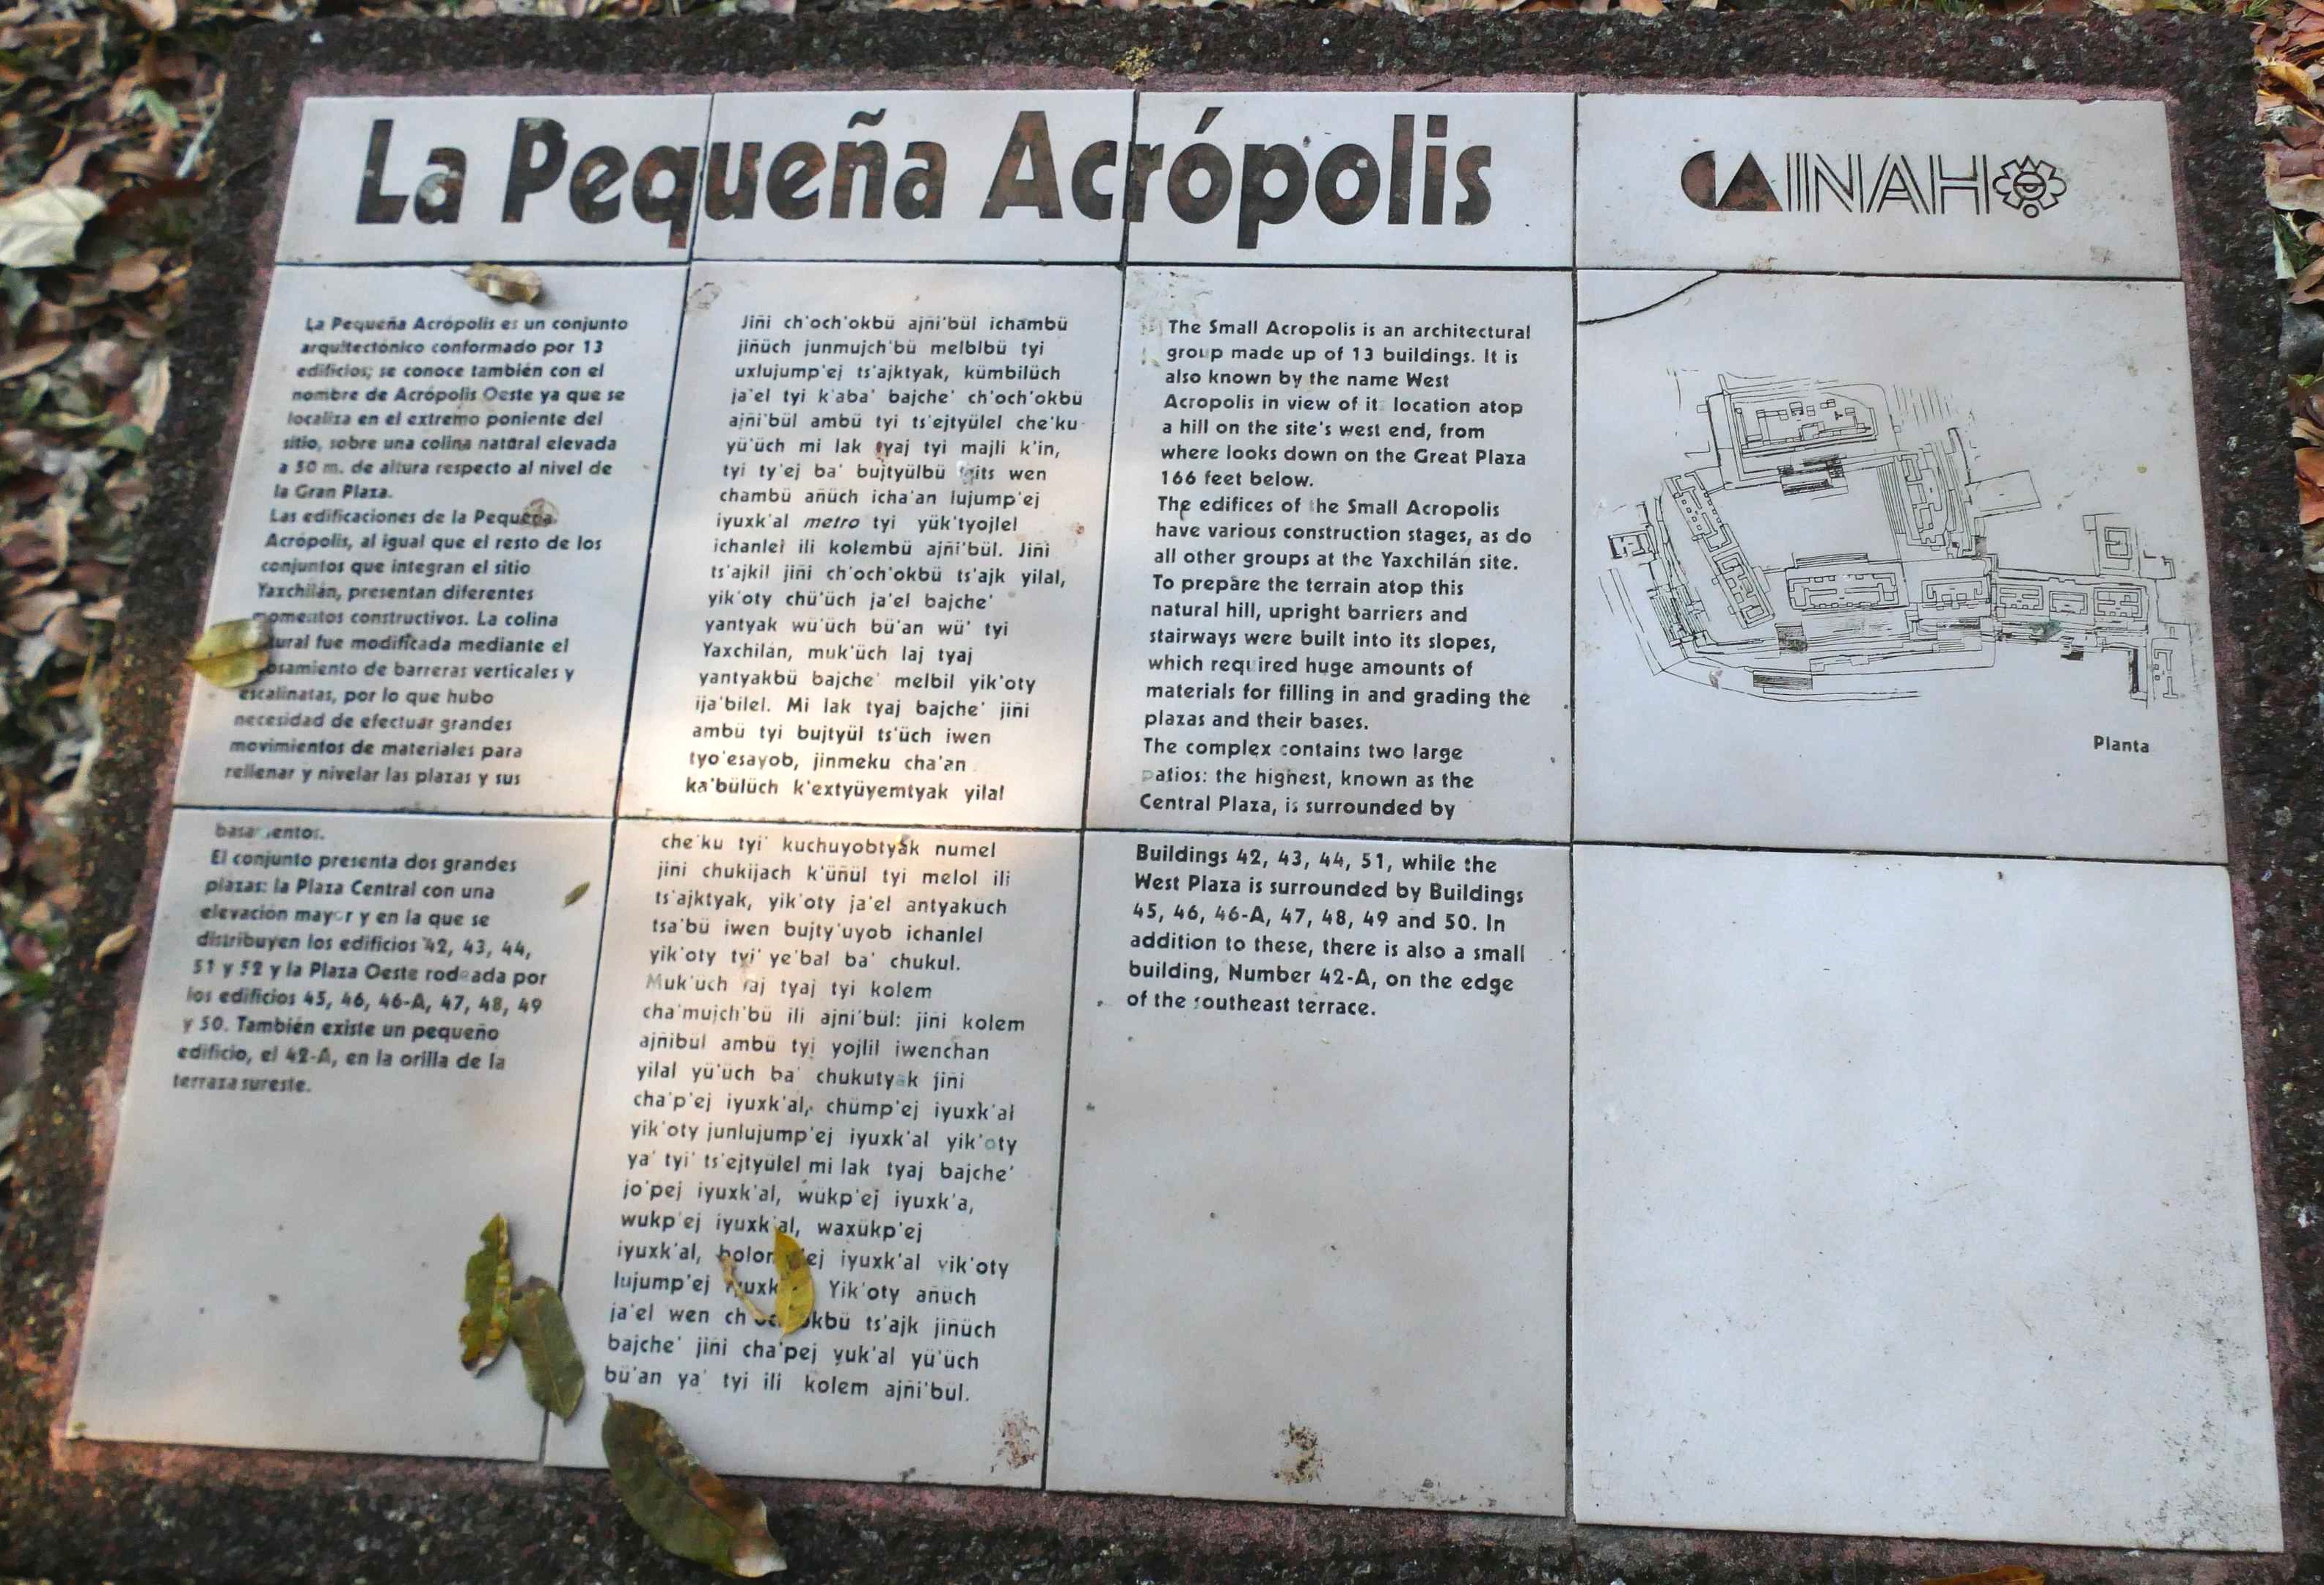 La Pequeña Acrópolis
CA INAH
La Pequeña Acrópolis es un conjunto
arquitectónico conformado por 13
edificios; se conoce también con el
nombre de Acrópolis Oeste ya que se
localiza en el extremo poniente del
sitio, sobre una colina natural elevada
a 50 m. de altura respecto al nivel de
la Gran Plaza.
Las edificaciones de la Pequeña
Acrópolis, al igual que el resto de los
conjuntos que integran el sitio
Yaxchilán, presentan diferentes
momentos constructivos. La colina
fue modificada mediante el
de barreras verticales y
escalinatas, por lo que hubo
necesidad de efectuar grandes
movimientos de materiales para
rellenar y nivelar las plazas y sus
basamentos.
El conjunto presenta dos grandes
plazas: la Plaza Central con una
elevación mayor y en la que se
distribuyen los edificios 42, 43, 44,
51 y 52 y la Plaza Oeste rodeada por
los edificios 45, 46, 46-A, 47, 48, 49
y 50. También existe un pequeño
edificio, el 42-A, en la orilla de la
terraza sureste.
Jiñi ch'och'okbü ajñi'bül ichambü
jiñüch junmujch'bü melblbü tyi
uxlujump'ej ts'ajktyak, kümbilüch
ja'el tyi k'aba' bajche' ch'och'okbü
ajñi'bül ambü tyi ts'ejtyülel che'ku
yü'üch mi lak tyaj tyi majli k'in,
tyi ty'ej ba' bujtyülbü wen
chambü añüch icha'an lujump'ej
iyuxk'al metro tyi yük'tyojlel
ichanlel ili kolembü ajñi'bül. Jiñi
ts'ajkil jiñi ch'och'okbü ts'ajk yilal,
yik'oty chü'üch ja'el bajche'
yantyak wü'üch bü'an wü' tyi
Yaxchilán, muk'üch laj tyaj
yantyakbü bajche' melbil yik'oty
ija'bilel. Mi lak tyaj bajche' jiñi
ambü tyi bujtyül ts'üch iwen
tyo'esayob, jinmeku cha'an
ka'bülüch k'extyüyemtyak yilal
che'ku tyi' kuchuyobtyak numel
jiñi chukijach k'üñül tyi melol ili
ts'ajktyak, yik'oty ja'el antyaküch
tsa'bü iwen bujty'uyob ichanlel
yik'oty tyi' ye'bal ba' chukul.
Muk'üch laj tyaj tyi kolem
cha'mujch'bü ili ajñi'bül: jiñi kolem
ajñibül ambü tyi yojlil iwenchan
yilal yü'üch ba' chukutyak jiñi
cha'p'ej iyuxk'al, chümp'ej iyuxk'al
yik'oty junlujump'ej iyuxk'al yik'oty
ya' tyi' ts'ejtyülel mi lak tyaj bajche'
jo'pej iyuxk'al, wükp'ej iyuxk'a,
wukp'ej iyuxk'al, waxükp'ej
iyuxk'al, iyuxk'al yik'oty
lujump'ej Yik'oty añüch
ja'el wen ts'ajk jiñüch
bajche' jiñi cha'pej yuk'al yü'üch
bü'an ya' tyi ili kolem ajñi'bül.
The Small Acropolis is an architectural
group made up of 13 buildings. It is
also known by the name West
Acropolis in view of its location atop
a hill on the site's west end, from
where looks down on the Great Plaza
166 feet below.
The edifices of the Small Acropolis
have various construction stages, as do
all other groups at the Yaxchilán site.
To prepare the terrain atop this
natural hill, upright barriers and
stairways were built into its slopes,
which required huge amounts of
materials for filling in and grading the
plazas and their bases.
The complex contains two large
patios: the highest, known as the
Central Plaza, is surrounded by
Buildings 42, 43, 44, 51, while the
West Plaza is surrounded by Buildings
45, 46, 46-A, 47, 48, 49 and 50. In
addition to these, there is also a small
building, Number 42-A, on the edge
of the southeast terrace.
Planta